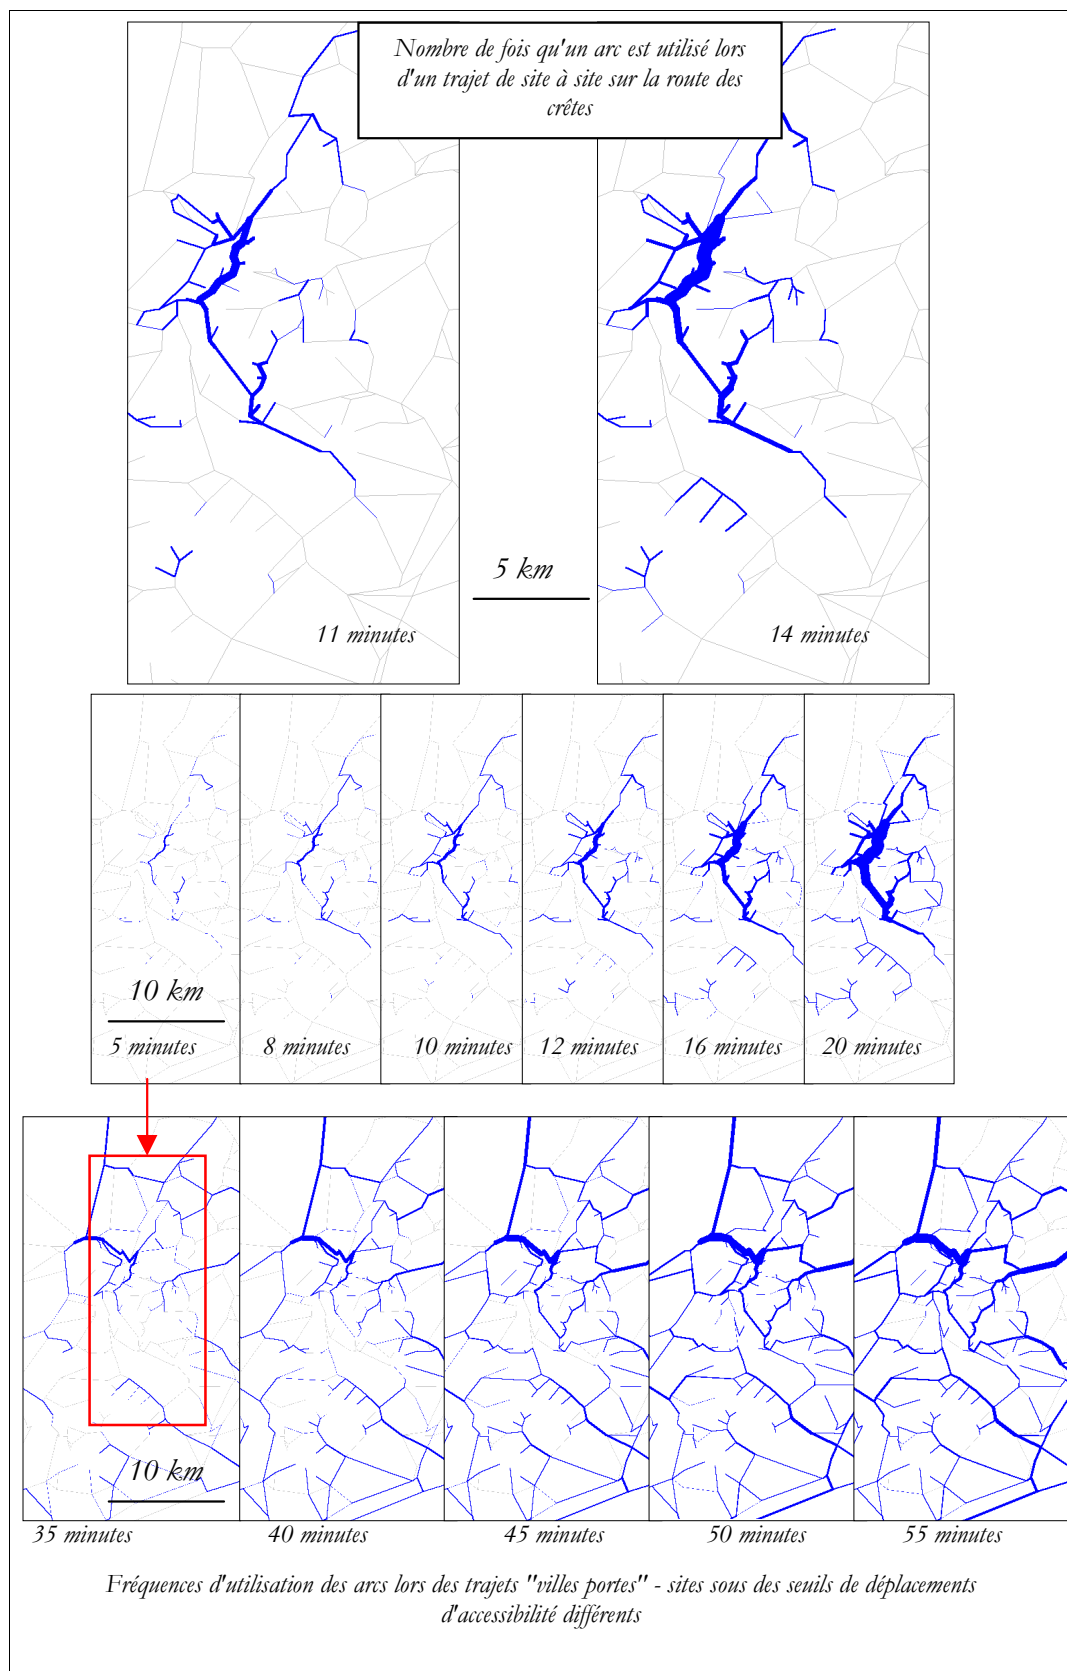 Nombre de fois qu'un arc est utilisé lors
d'un trajet de site à site sur la route des
crêtes
5 km
11 minutes
14 minutes
10 km
5 minutes
8 minutes
10 minutes
12 minutes
16 minutes
20 minutes
10 km
35 minutes
40 minutes
45 minutes
50 minutes
55 minutes
Fréquences d'utilisation des arcs lors des trajets "villes portes" - sites sous des seuils de déplacements
d'accessibilité différents